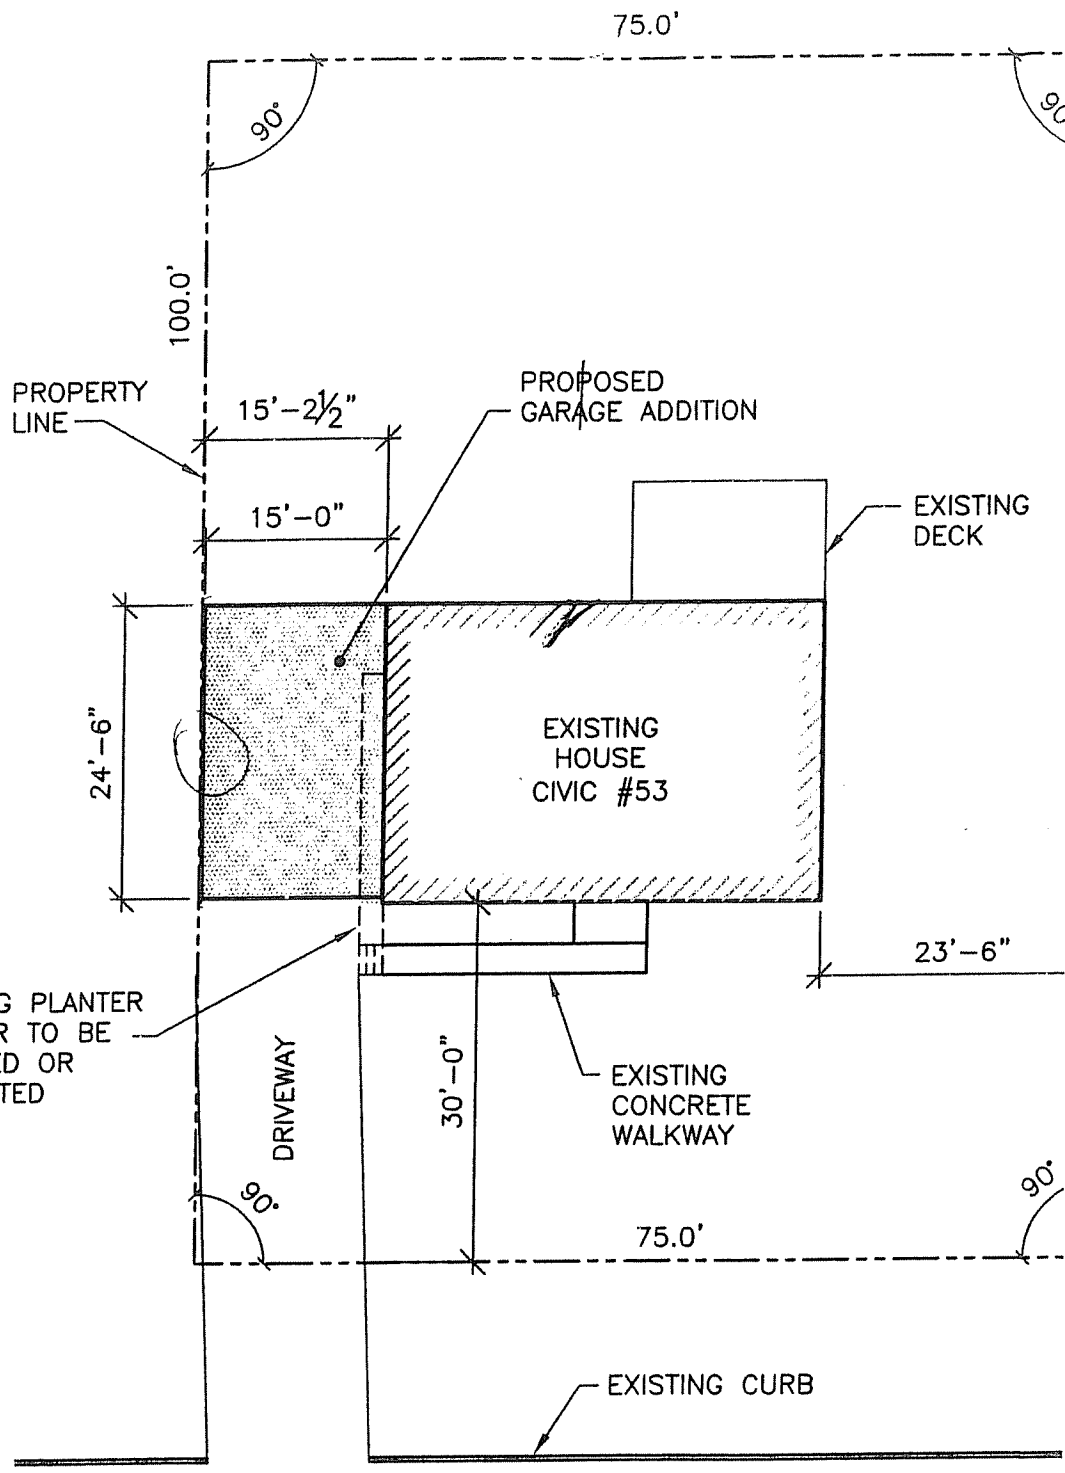 75.0'
90°
90
100.0'
PROPERTY
LINE
15'-2½"
PROPOSED
GARAGE ADDITION
15'-0"
EXISTING
DECK
24'-6"
EXISTING
HOUSE
CIVIC #53
23'-6"
G PLANTER
R TO BE
ED OR
TED
DRIVEWAY
30'-0"
EXISTING
CONCRETE
WALKWAY
90°
90°
75.0'
EXISTING CURB